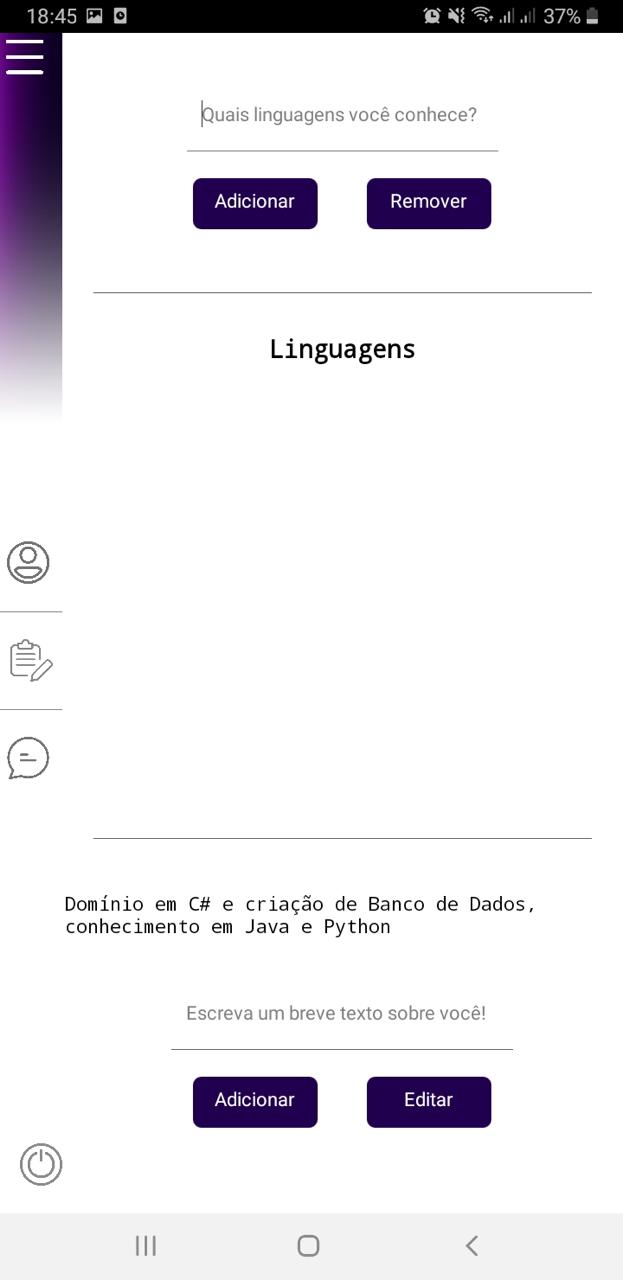 18:45 37%
Quais linguagens você conhece?
Adicionar Remover
Linguagens
Domínio em C# e criação de Banco de Dados,
conhecimento em Java e Python
Escreva um breve texto sobre você!
Adicionar Editar